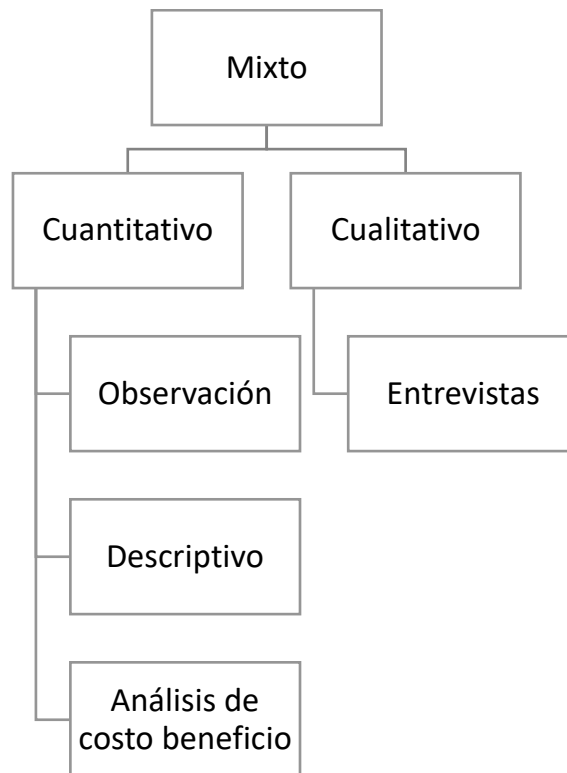 Mixto
Cuantitativo
Cualitativo
Observación
Entrevistas
Descriptivo
Análisis de
costo beneficio